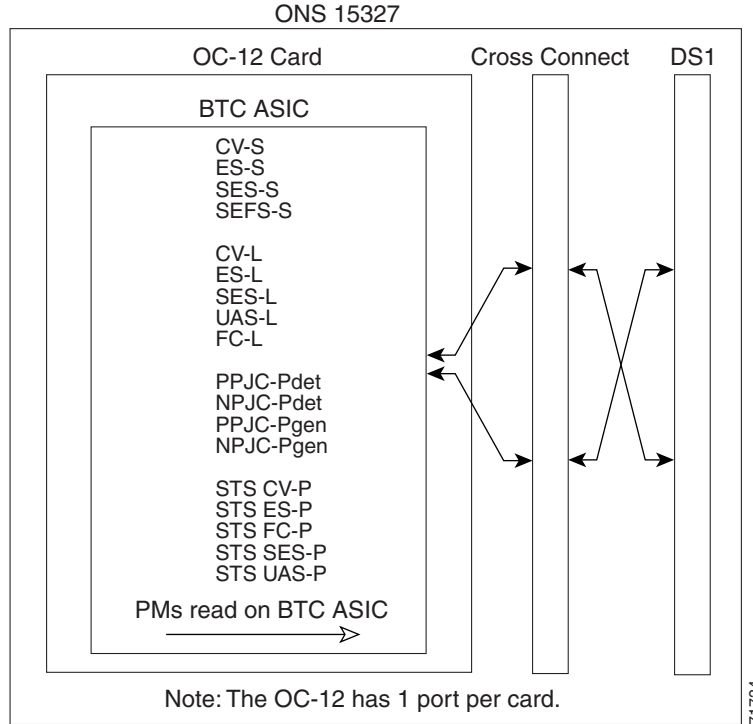 ONS 15327
OC-12 Card
Cross Connect
DS1
BTC ASIC
CV-S
ES-S
SES-S
SEFS-S
CV-L
ES-L
SES-L
UAS-L
FC-L
PPJC-Pdet
NPJC-Pdet
PPJC-Pgen
NPJC-Pgen
STS CV-P
STS ES-P
STS FC-P
STS SES-P
STS UAS-P
PMs read on BTC ASIC
Note: The OC-12 has 1 port per card.